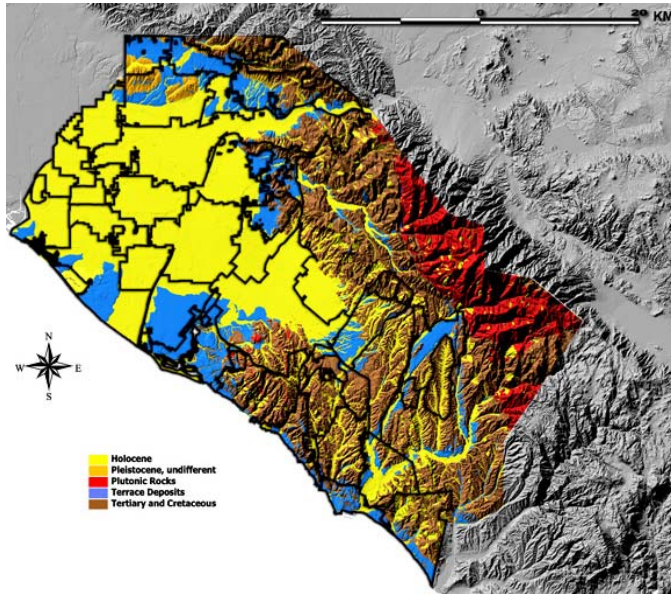 20 0 20 KM
N
W E
S
Holocene
Pleistocene, undifferent
Plutonic Rocks
Terrace Deposits
Tertiary and Cretaceous